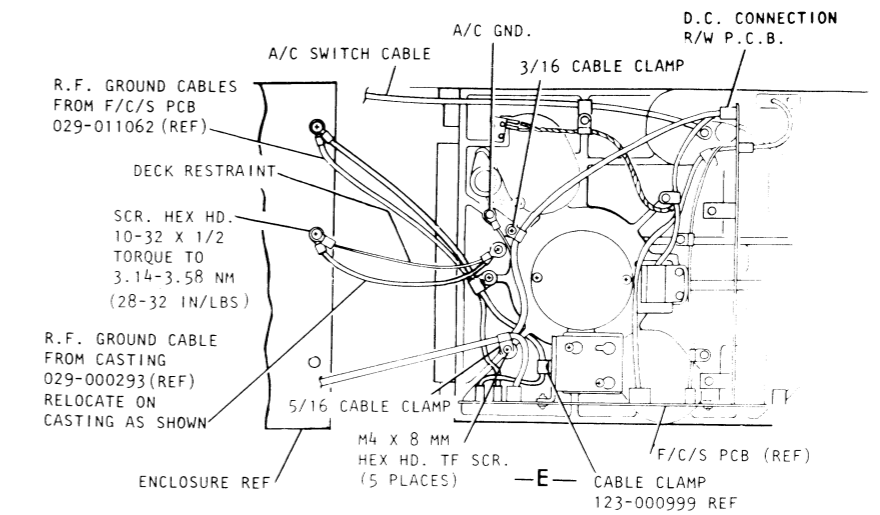 D.C. CONNECTION
R/W P.C.B.
A/C GND.
A/C SWITCH CABLE
3/16 CABLE CLAMP
R.F. GROUND CABLES
FROM F/C/S PCB
029-011062 (REF)
DECK RESTRAINT
SCR. HEX HD.
10-32 X 1/2
TORQUE TO
3.14-3.58 NM
(28-32 IN/LBS)
R.F. GROUND CABLE
FROM CASTING
029-000293 (REF)
RELOCATE ON
CASTING AS SHOWN
5/16 CABLE CLAMP
M4 X 8 MM
HEX HD. TF SCR.
(5 PLACES)
ENCLOSURE REF
—E—
F/C/S PCB (REF)
CABLE CLAMP
123-000999 REF